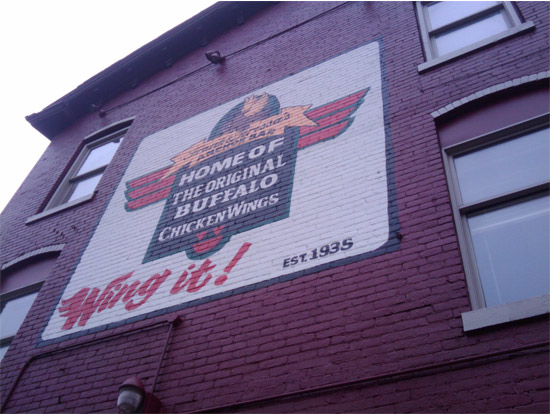 HOME OF
THE ORIGINAL
BUFFALO
CHICKEN WINGS
Wing it!
EST. 1935